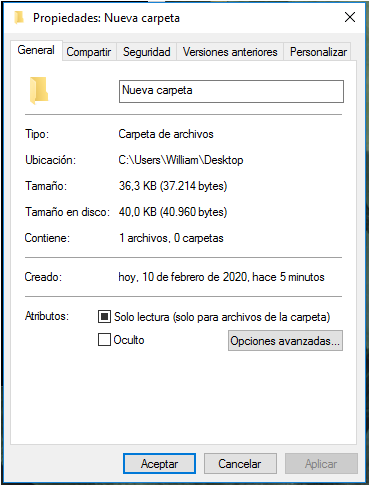 Propiedades: Nueva carpeta
General Compartir Seguridad Versiones anteriores Personalizar
Nueva carpeta
Tipo: Carpeta de archivos
Ubicación: C:\Users\William\Desktop
Tamaño: 36,3 KB (37.214 bytes)
Tamaño en disco: 40,0 KB (40.960 bytes)
Contiene: 1 archivos, 0 carpetas
Creado: hoy, 10 de febrero de 2020, hace 5 minutos
Atributos: Solo lectura (solo para archivos de la carpeta)
Oculto Opciones avanzadas...
Aceptar Cancelar Aplicar